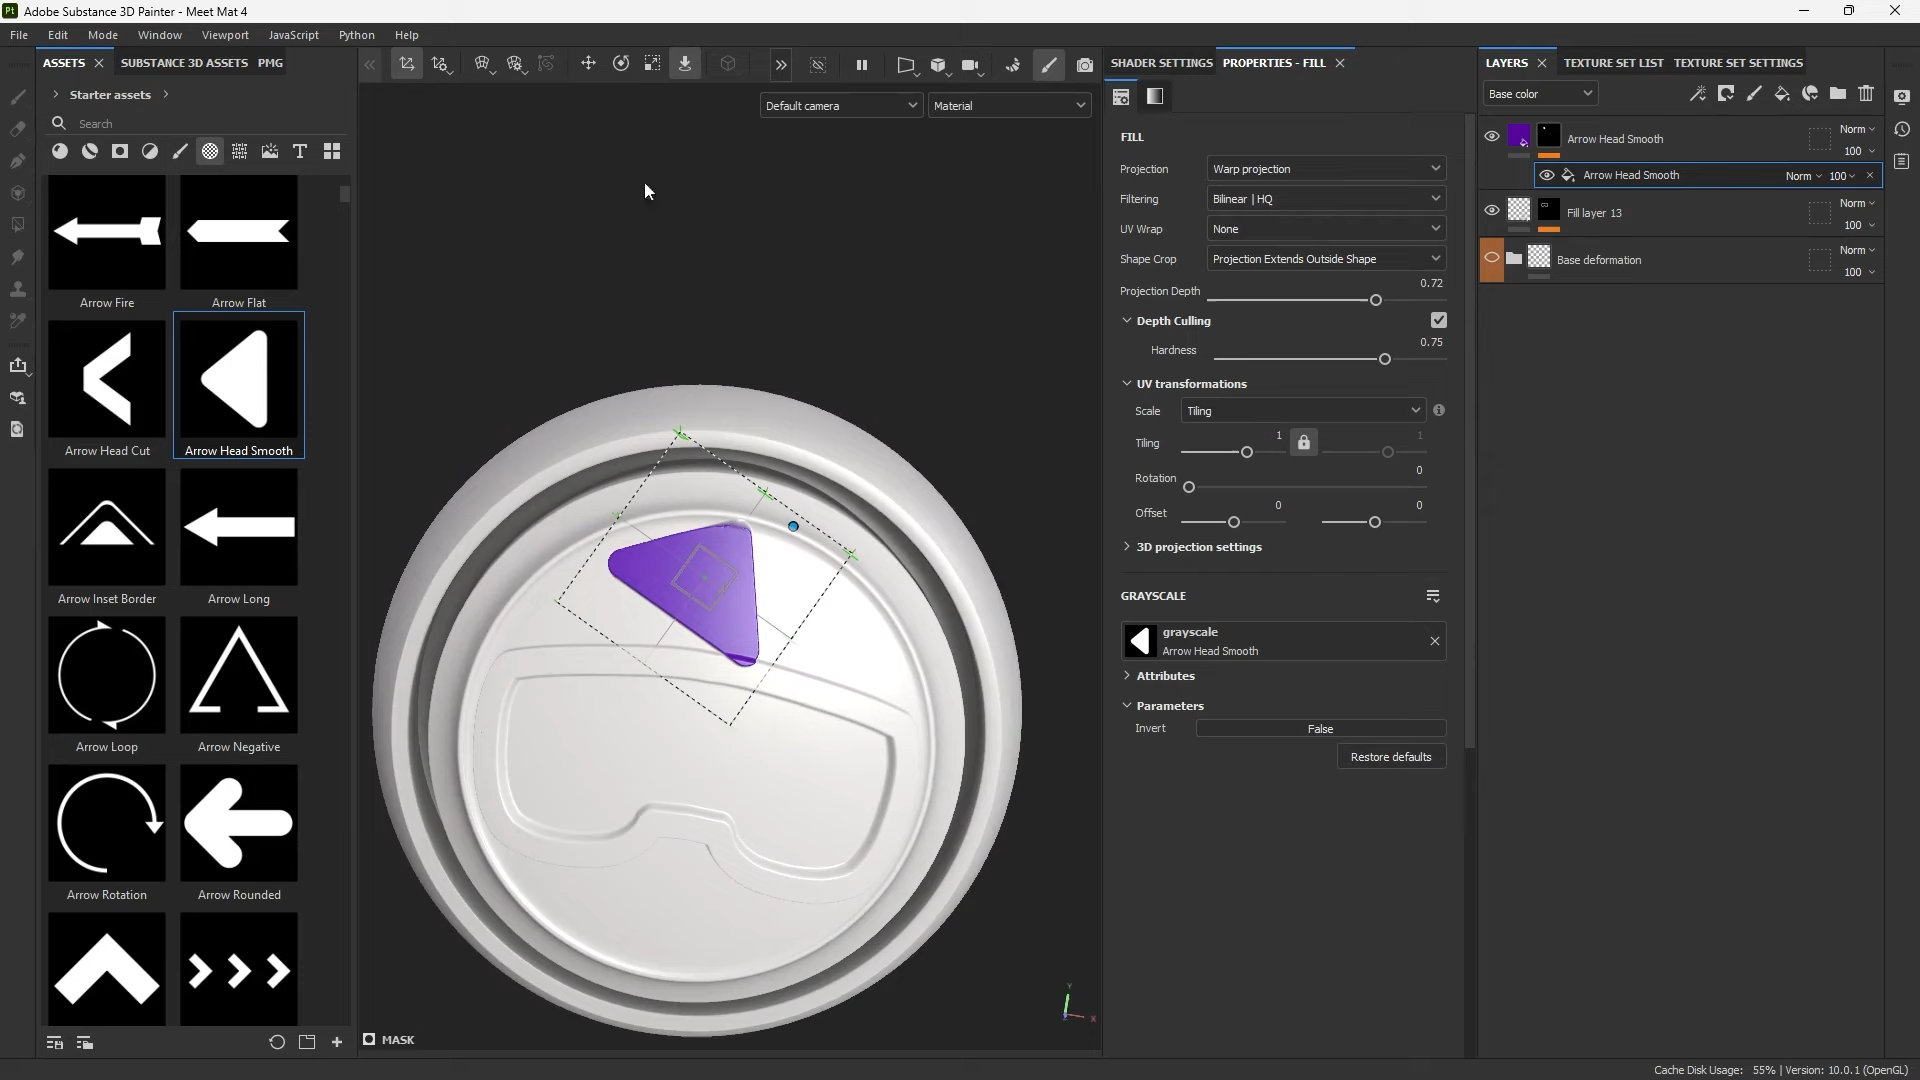 Pt Adobe Substance 3D Painter - Meet Mat 4
File Edit Mode Window Viewport JavaScript Python Help
ASSETS SUBSTANCE 3D ASSETS PMG
Starter assets
Search
Arrow Fire
Arrow Flat
Arrow Head Cut
Arrow Head Smooth
Arrow Inset Border
Arrow Long
Arrow Loop
Arrow Negative
Arrow Rotation
Arrow Rounded
Default camera
Material
Y
X
MASK
SHADER SETTINGS PROPERTIES - FILL
FILL
Projection Warp projection
Filtering Bilinear | HQ
UV Wrap None
Shape Crop Projection Extends Outside Shape
Projection Depth 0.72
Depth Culling
Hardness 0.75
UV transformations
Scale Tiling
Tiling 1 1
Rotation 0
Offset 0 0
3D projection settings
GRAYSCALE
grayscale
Arrow Head Smooth
Attributes
Parameters
Invert False
Restore defaults
LAYERS TEXTURE SET LIST TEXTURE SET SETTINGS
Base color
Arrow Head Smooth Norm 100
Arrow Head Smooth Norm 100
Fill layer 13 Norm 100
Base deformation Norm 100
Cache Disk Usage: 55% | Version: 10.0.1 (OpenGL)